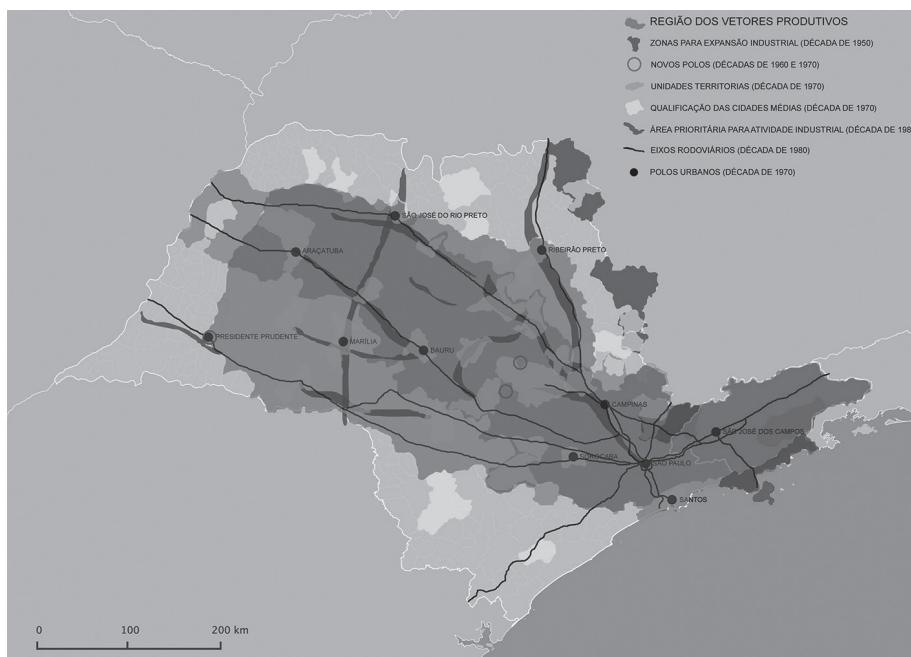 REGIÃO DOS VETORES PRODUTIVOS
ZONAS PARA EXPANSÃO INDUSTRIAL (DÉCADA DE 1950)
NOVOS POLOS (DÉCADAS DE 1960 E 1970)
UNIDADES TERRITORIAS (DÉCADA DE 1970)
QUALIFICAÇÃO DAS CIDADES MÉDIAS (DÉCADA DE 1970)
ÁREA PRIORITÁRIA PARA ATIVIDADE INDUSTRIAL (DÉCADA DE 198
EIXOS RODOVIÁRIOS (DÉCADA DE 1980)
POLOS URBANOS (DÉCADA DE 1970)
SÃO JOSÉ DO RIO PRETO
RIBEIRÃO PRETO
ARAÇATUBA
PRESIDENTE PRUDENTE
MARÍLIA
BAURU
CAMPINAS
SÃO JOSÉ DOS CAMPOS
SOROCABA
SÃO PAULO
SANTOS
0 100 200 km